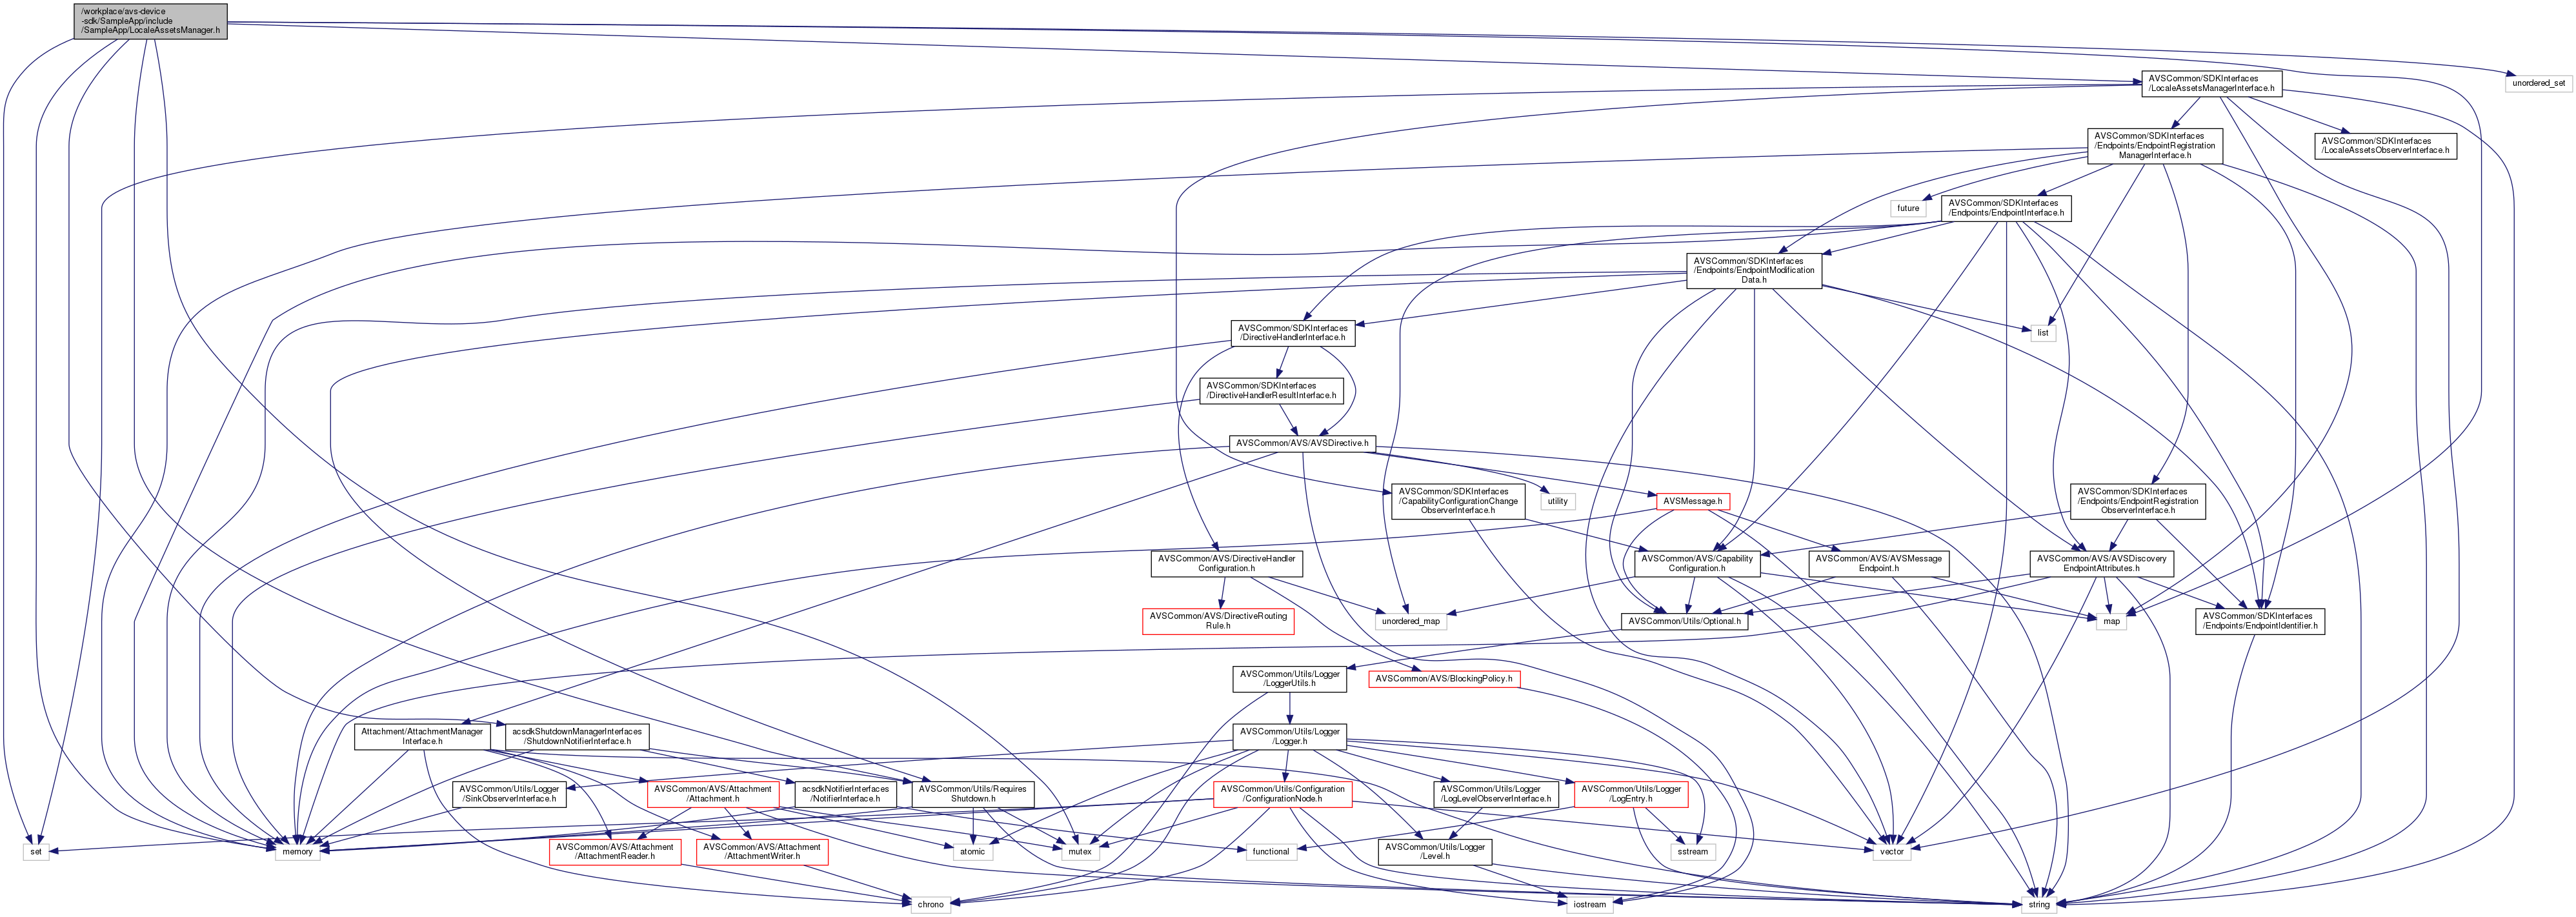 /workplace/avs-device
-sdk/SampleApp/include
/SampleApp/LocaleAssetsManager.h
unordered_set
AVSCommon/SDKInterfaces
/LocaleAssetsManagerInterface.h
AVSCommon/SDKInterfaces
/Endpoints/EndpointRegistration
ManagerInterface.h
AVSCommon/SDKInterfaces
/LocaleAssetsObserverInterface.h
future
AVSCommon/SDKInterfaces
/Endpoints/EndpointInterface.h
AVSCommon/SDKInterfaces
/Endpoints/EndpointModification
Data.h
AVSCommon/SDKInterfaces
/DirectiveHandlerInterface.h
list
AVSCommon/SDKInterfaces
/DirectiveHandlerResultInterface.h
AVSCommon/AVS/AVSDirective.h
AVSCommon/SDKInterfaces
/CapabilityConfigurationChange
ObserverInterface.h
utility
AVSMessage.h
AVSCommon/SDKInterfaces
/Endpoints/EndpointRegistration
ObserverInterface.h
AVSCommon/AVS/DirectiveHandler
Configuration.h
AVSCommon/AVS/Capability
Configuration.h
AVSCommon/AVS/AVSMessage
Endpoint.h
AVSCommon/AVS/AVSDiscovery
EndpointAttributes.h
AVSCommon/AVS/DirectiveRouting
Rule.h
unordered_map
AVSCommon/Utils/Optional.h
map
AVSCommon/SDKInterfaces
/Endpoints/EndpointIdentifier.h
AVSCommon/Utils/Logger
/LoggerUtils.h
AVSCommon/AVS/BlockingPolicy.h
Attachment/AttachmentManager
Interface.h
acsdkShutdownManagerInterfaces
/ShutdownNotifierInterface.h
AVSCommon/Utils/Logger
/Logger.h
AVSCommon/Utils/Logger
/SinkObserverInterface.h
AVSCommon/AVS/Attachment
/Attachment.h
acsdkNotifierInterfaces
/NotifierInterface.h
AVSCommon/Utils/Requires
Shutdown.h
AVSCommon/Utils/Configuration
/ConfigurationNode.h
AVSCommon/Utils/Logger
/LogLevelObserverInterface.h
AVSCommon/Utils/Logger
/LogEntry.h
set
memory
AVSCommon/AVS/Attachment
/AttachmentReader.h
AVSCommon/AVS/Attachment
/AttachmentWriter.h
atomic
mutex
functional
AVSCommon/Utils/Logger
/Level.h
sstream
vector
chrono
iostream
string